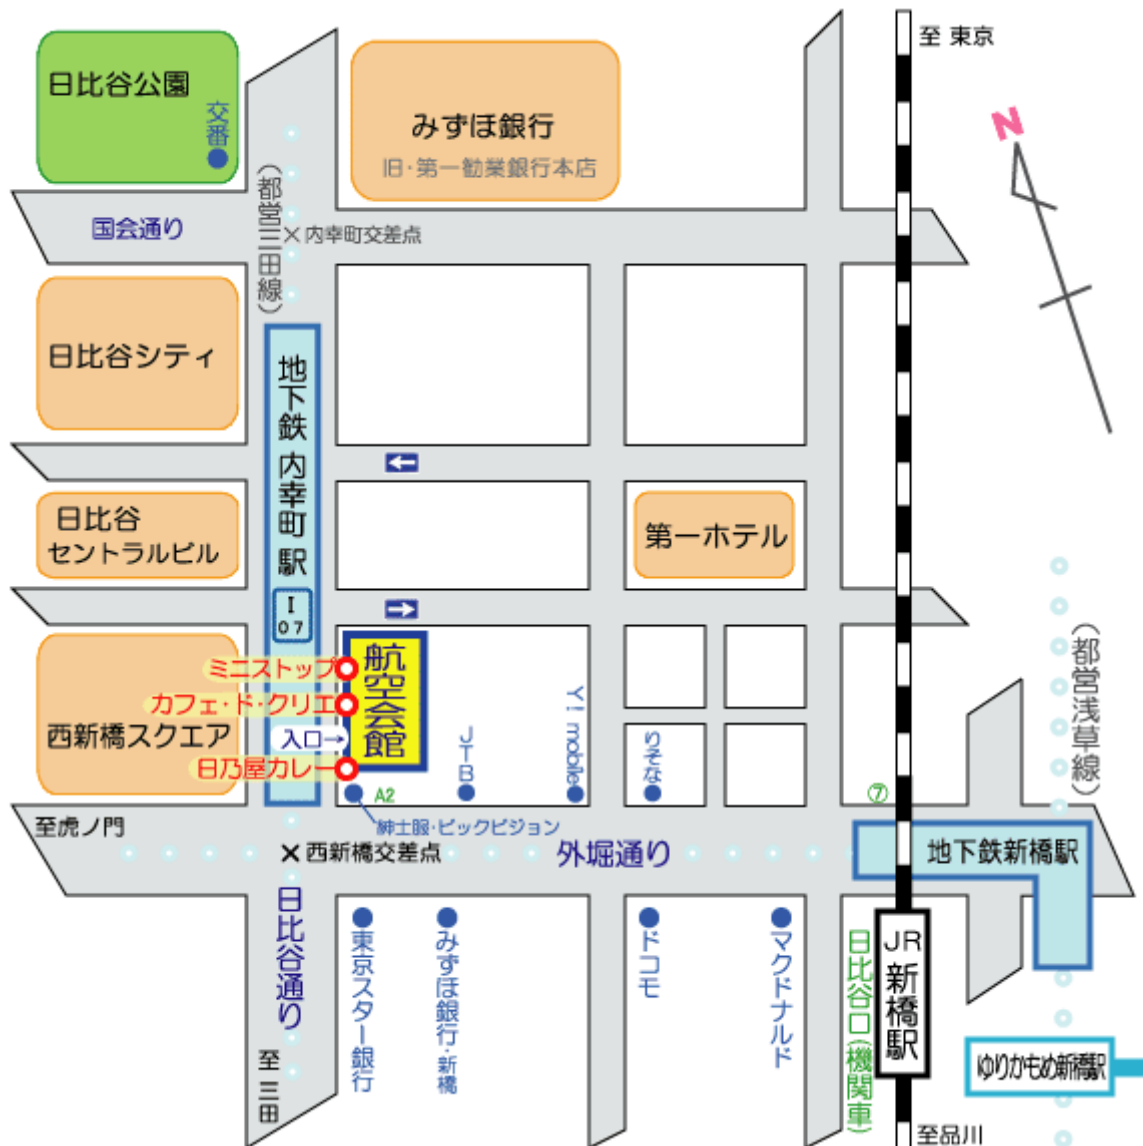 至 東京
日比谷公園
交番
みずほ銀行
旧・第一勧業銀行本店
N
国会通り
(都営三田線)
×内幸町交差点
日比谷シティ
地下鉄 内幸町 駅
I
07
←
日比谷
セントラルビル
第一ホテル
→
西新橋スクエア
ミニストップ
カフェ・ド・クリエ
入口→
日乃屋カレー
航空会館
A2
紳士服・ビックビジョン
JTB
Y! mobile
りそな
⑦
(都営浅草線)
至虎ノ門
×西新橋交差点
外堀通り
地下鉄新橋駅
日比谷通り
東京スター銀行
みずほ銀行・新橋
ドコモ
マクドナルド
日比谷口(機関車)
JR
新橋駅
ゆりかもめ新橋駅
至 三田
至品川